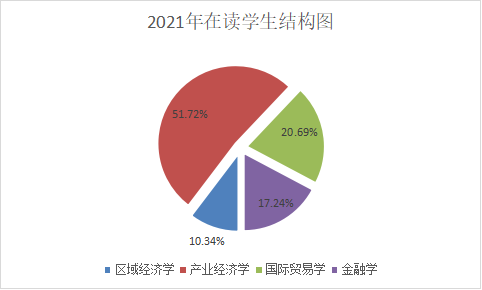 2021年在读学生结构图
51.72%
20.69%
17.24%
10.34%
区域经济学 产业经济学 国际贸易学 金融学